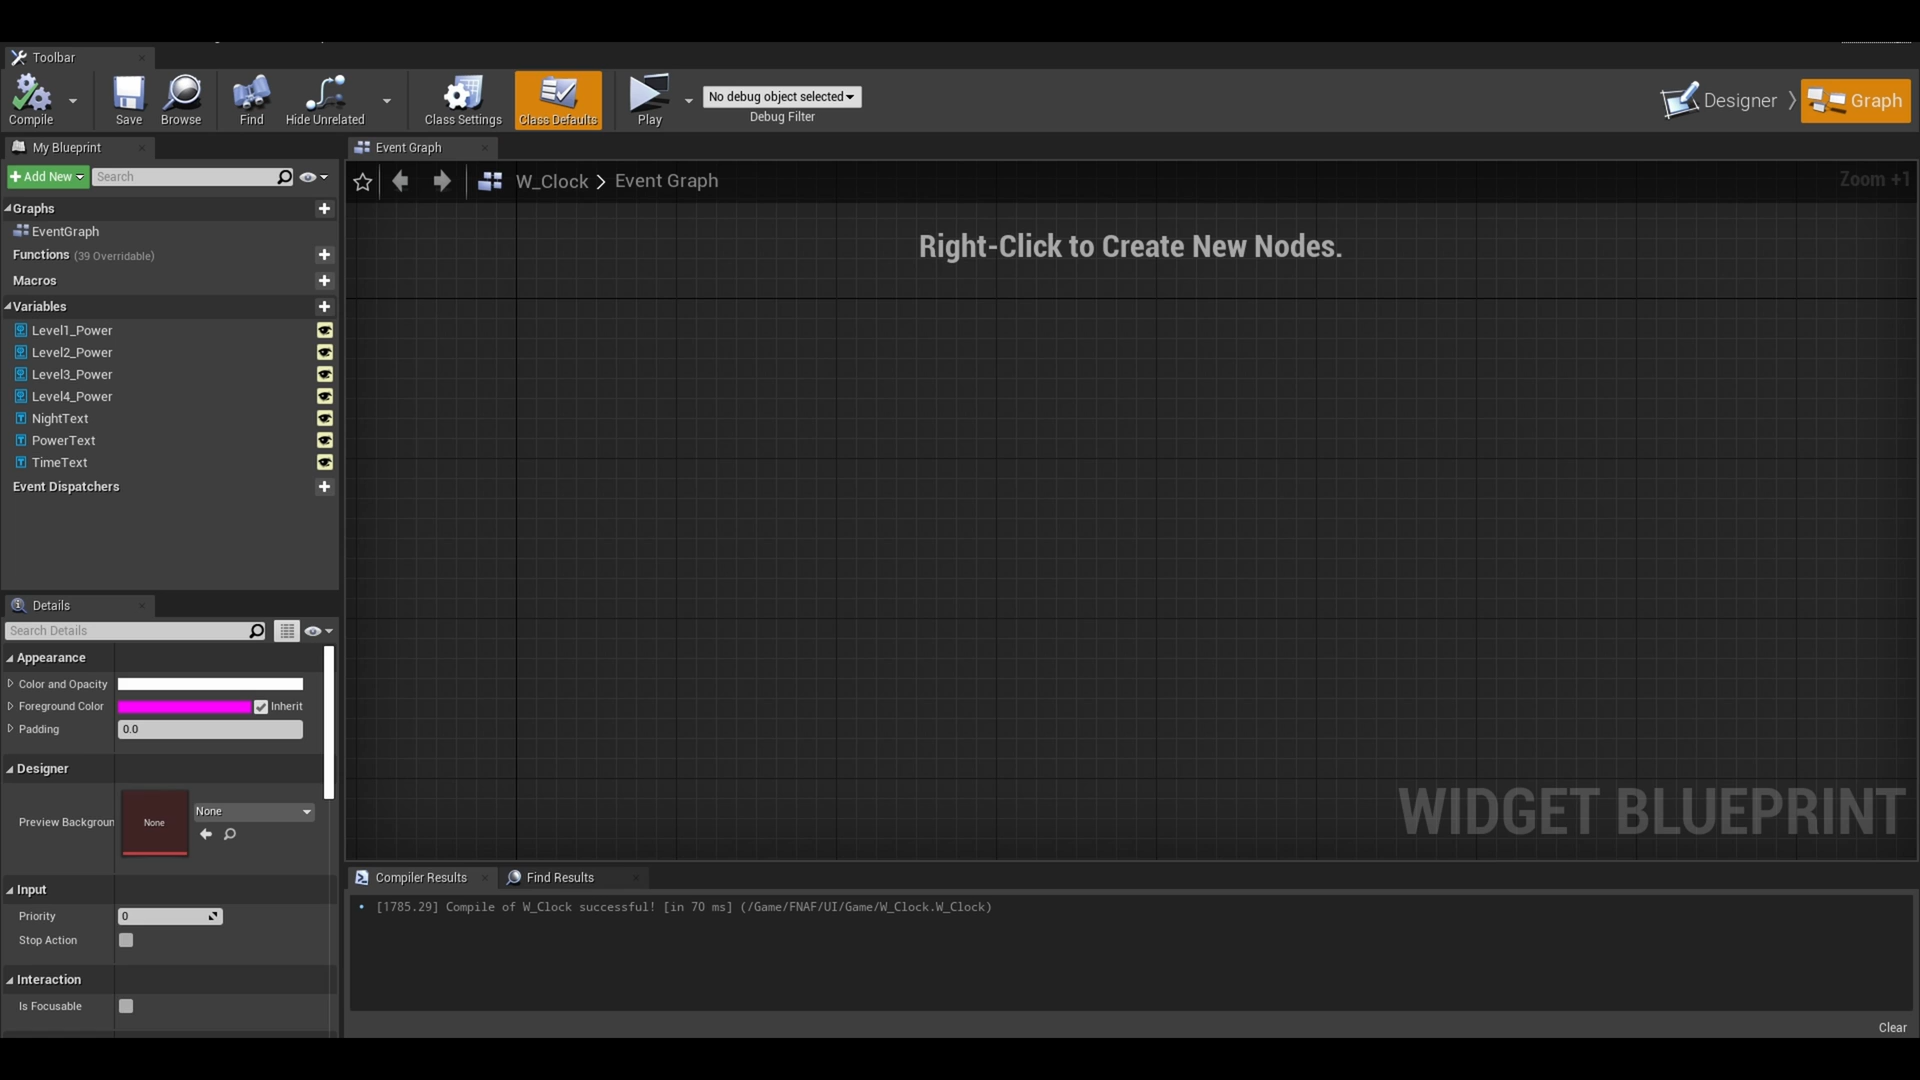 Toolbar
Compile
Save
Browse
Find
Hide Unrelated
Class Settings
Class Defaults
Play
No debug object selected
Debug Filter
Designer
Graph
My Blueprint
Event Graph
Add New
Search
W_Clock > Event Graph
Zoom +1
Graphs
EventGraph
Functions (39 Overridable)
Macros
Variables
Level1_Power
Level2_Power
Level3_Power
Level4_Power
NightText
PowerText
TimeText
Event Dispatchers
Right-Click to Create New Nodes.
WIDGET BLUEPRINT
Details
Search Details
Appearance
Color and Opacity
Foreground Color
Inherit
Padding
0.0
Designer
Preview Backgroun
None
None
Input
Priority
0
Stop Action
Interaction
Is Focusable
Compiler Results
Find Results
• [1785.29] Compile of W_Clock successful! [in 70 ms] (/Game/FNAF/UI/Game/W_Clock.W_Clock)
Clear